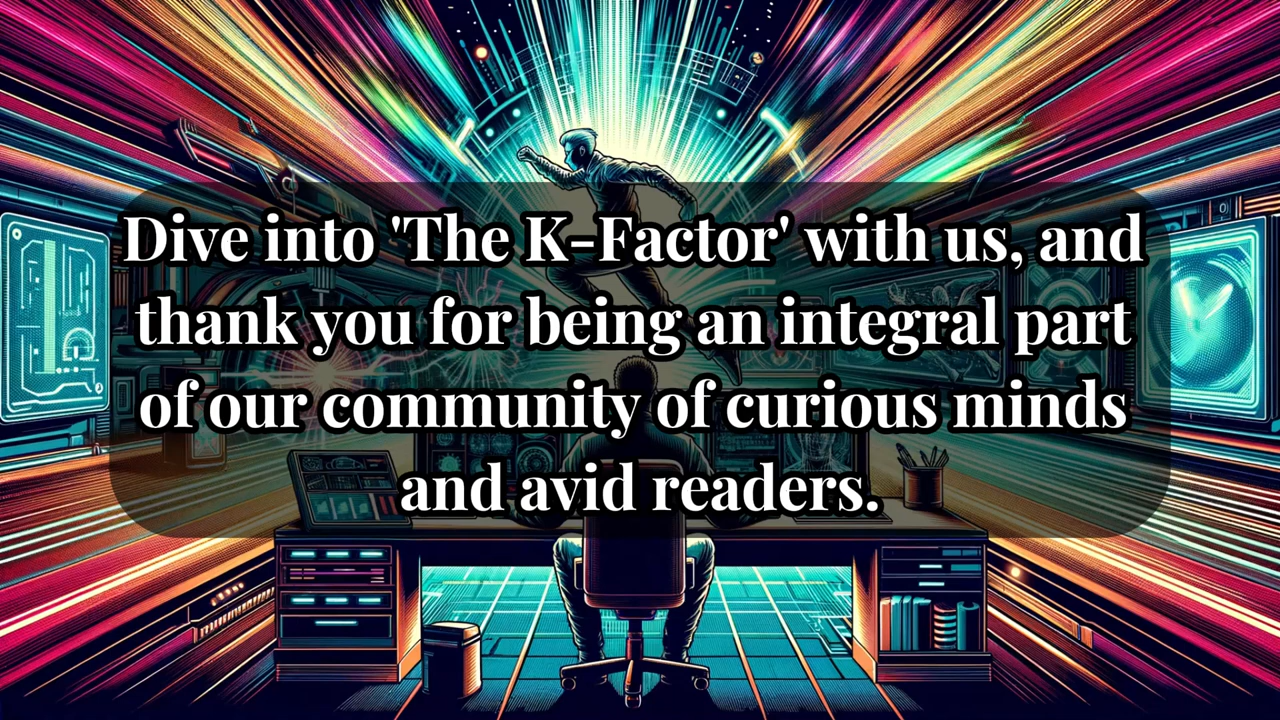 Dive into 'The K-Factor' with us, and
thank you for being an integral part
of our community of curious minds
and avid readers.